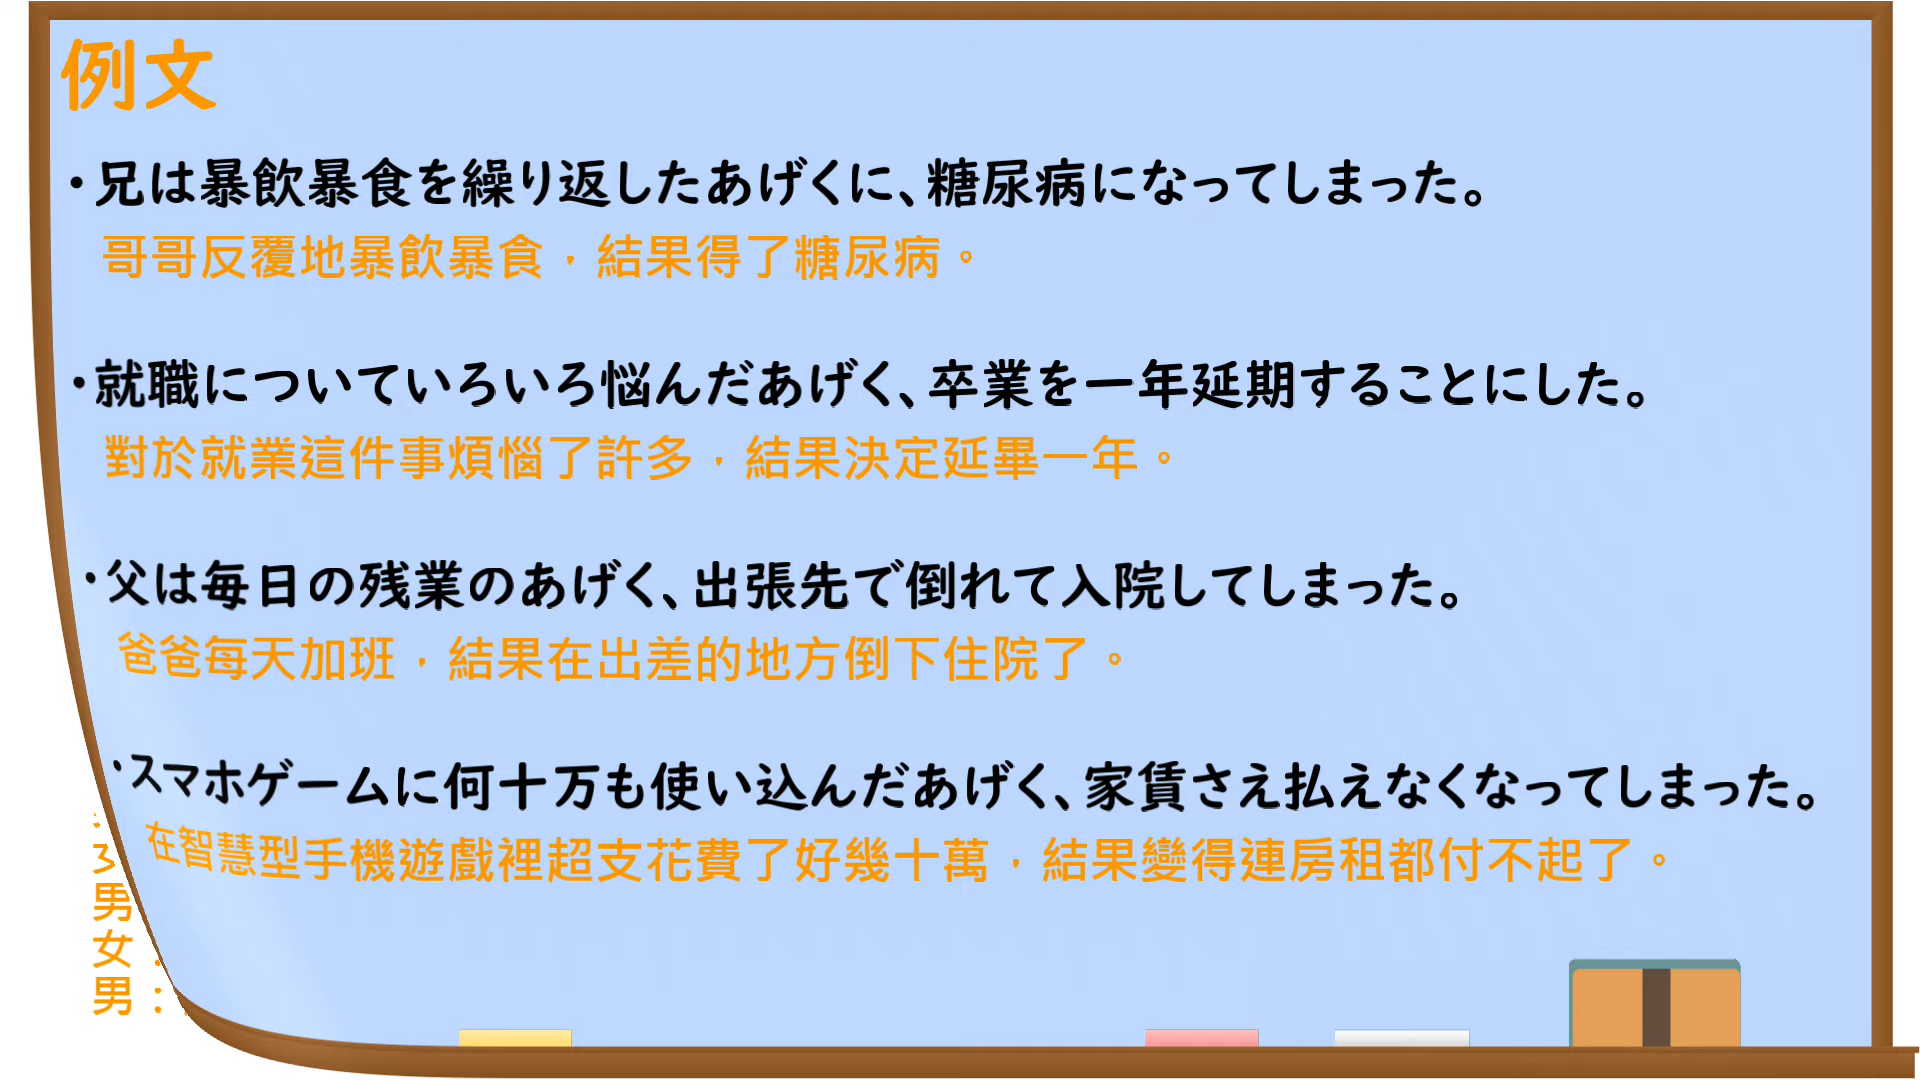 例文
・兄は暴飲暴食を繰り返したあげくに、糖尿病になってしまった。
哥哥反覆地暴飲暴食，結果得了糖尿病。
・就職についていろいろ悩んだあげく、卒業を一年延期することにした。
對於就業這件事煩惱了許多，結果決定延畢一年。
・父は毎日の残業のあげく、出張先で倒れて入院してしまった。
爸爸每天加班，結果在出差的地方倒下住院了。
・スマホゲームに何十万も使い込んだあげく、家賃さえ払えなくなってしまった。
在智慧型手機遊戲裡超支花費了好幾十萬，結果變得連房租都付不起了。
男
女：
男：